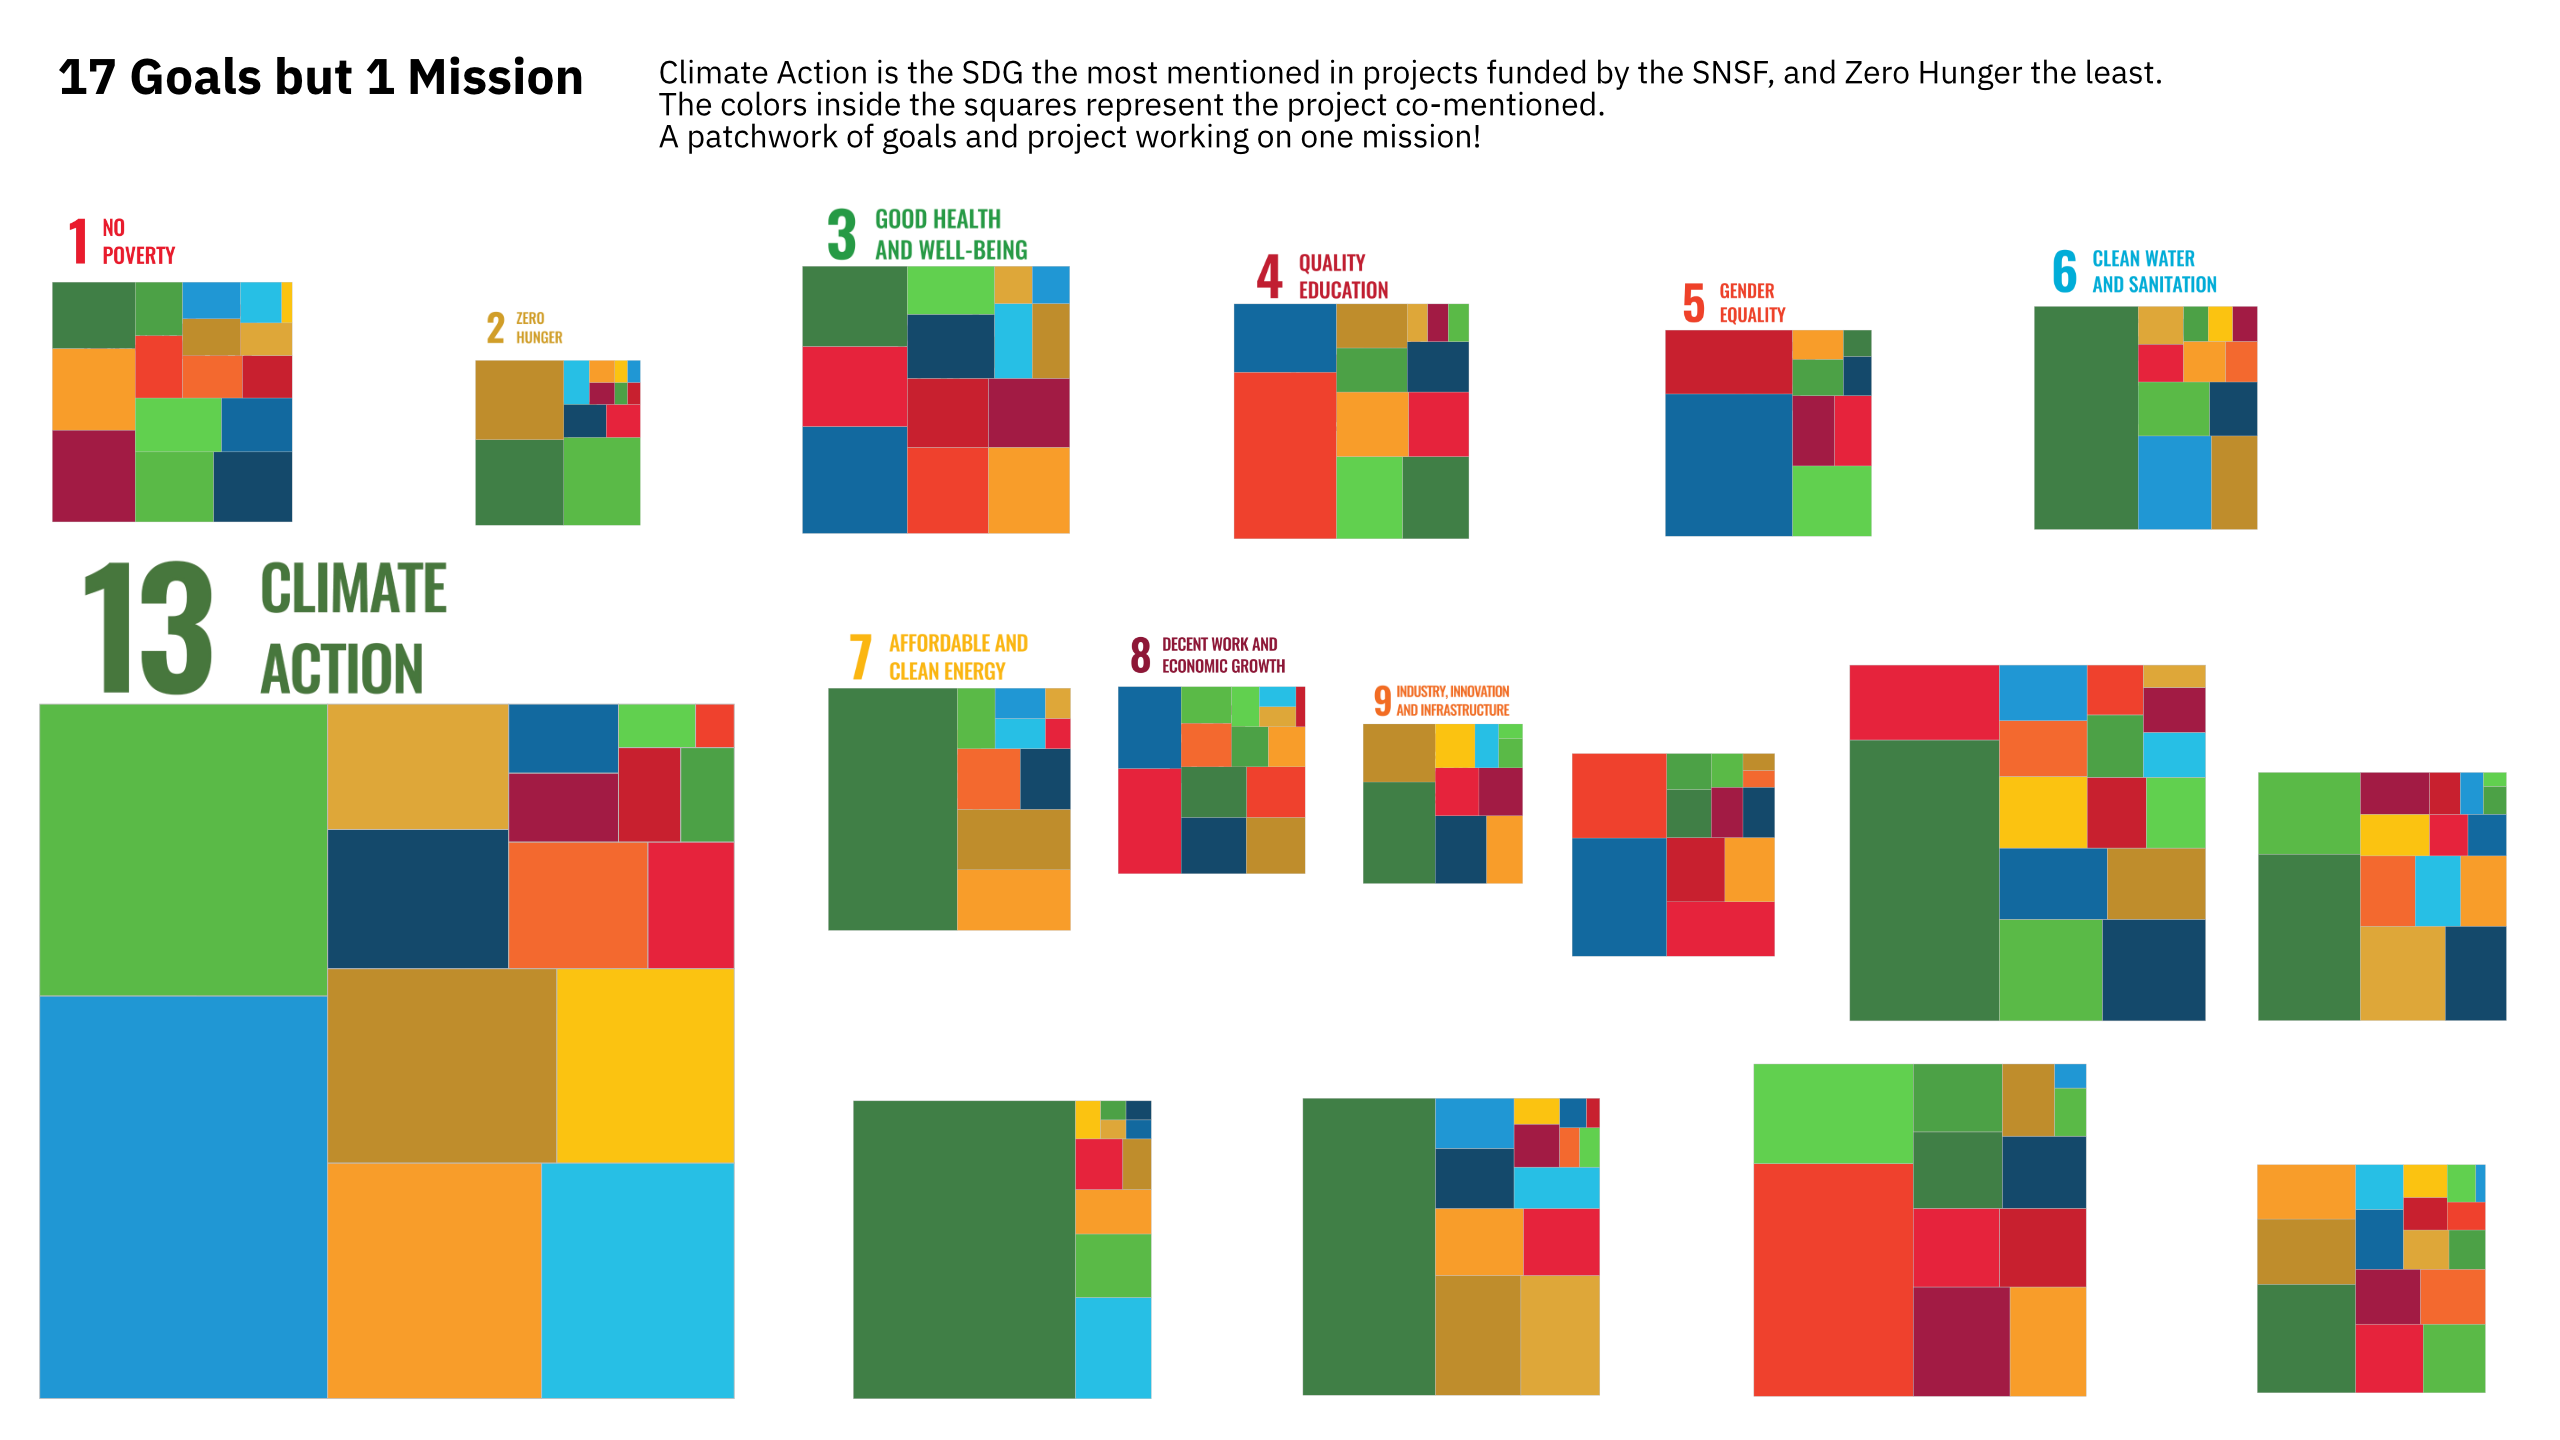 17 Goals but 1 Mission
Climate Action is the SDG the most mentioned in projects funded by the SNSF, and Zero Hunger the least.
The colors inside the squares represent the project co-mentioned.
A patchwork of goals and project working on one mission!
1 NO
POVERTY
2 ZERO
HUNGER
3 GOOD HEALTH
AND WELL-BEING
4 QUALITY
EDUCATION
5 GENDER
EQUALITY
6 CLEAN WATER
AND SANITATION
13 CLIMATE
ACTION
7 AFFORDABLE AND
CLEAN ENERGY
8 DECENT WORK AND
ECONOMIC GROWTH
9 INDUSTRY, INNOVATION
AND INFRASTRUCTURE